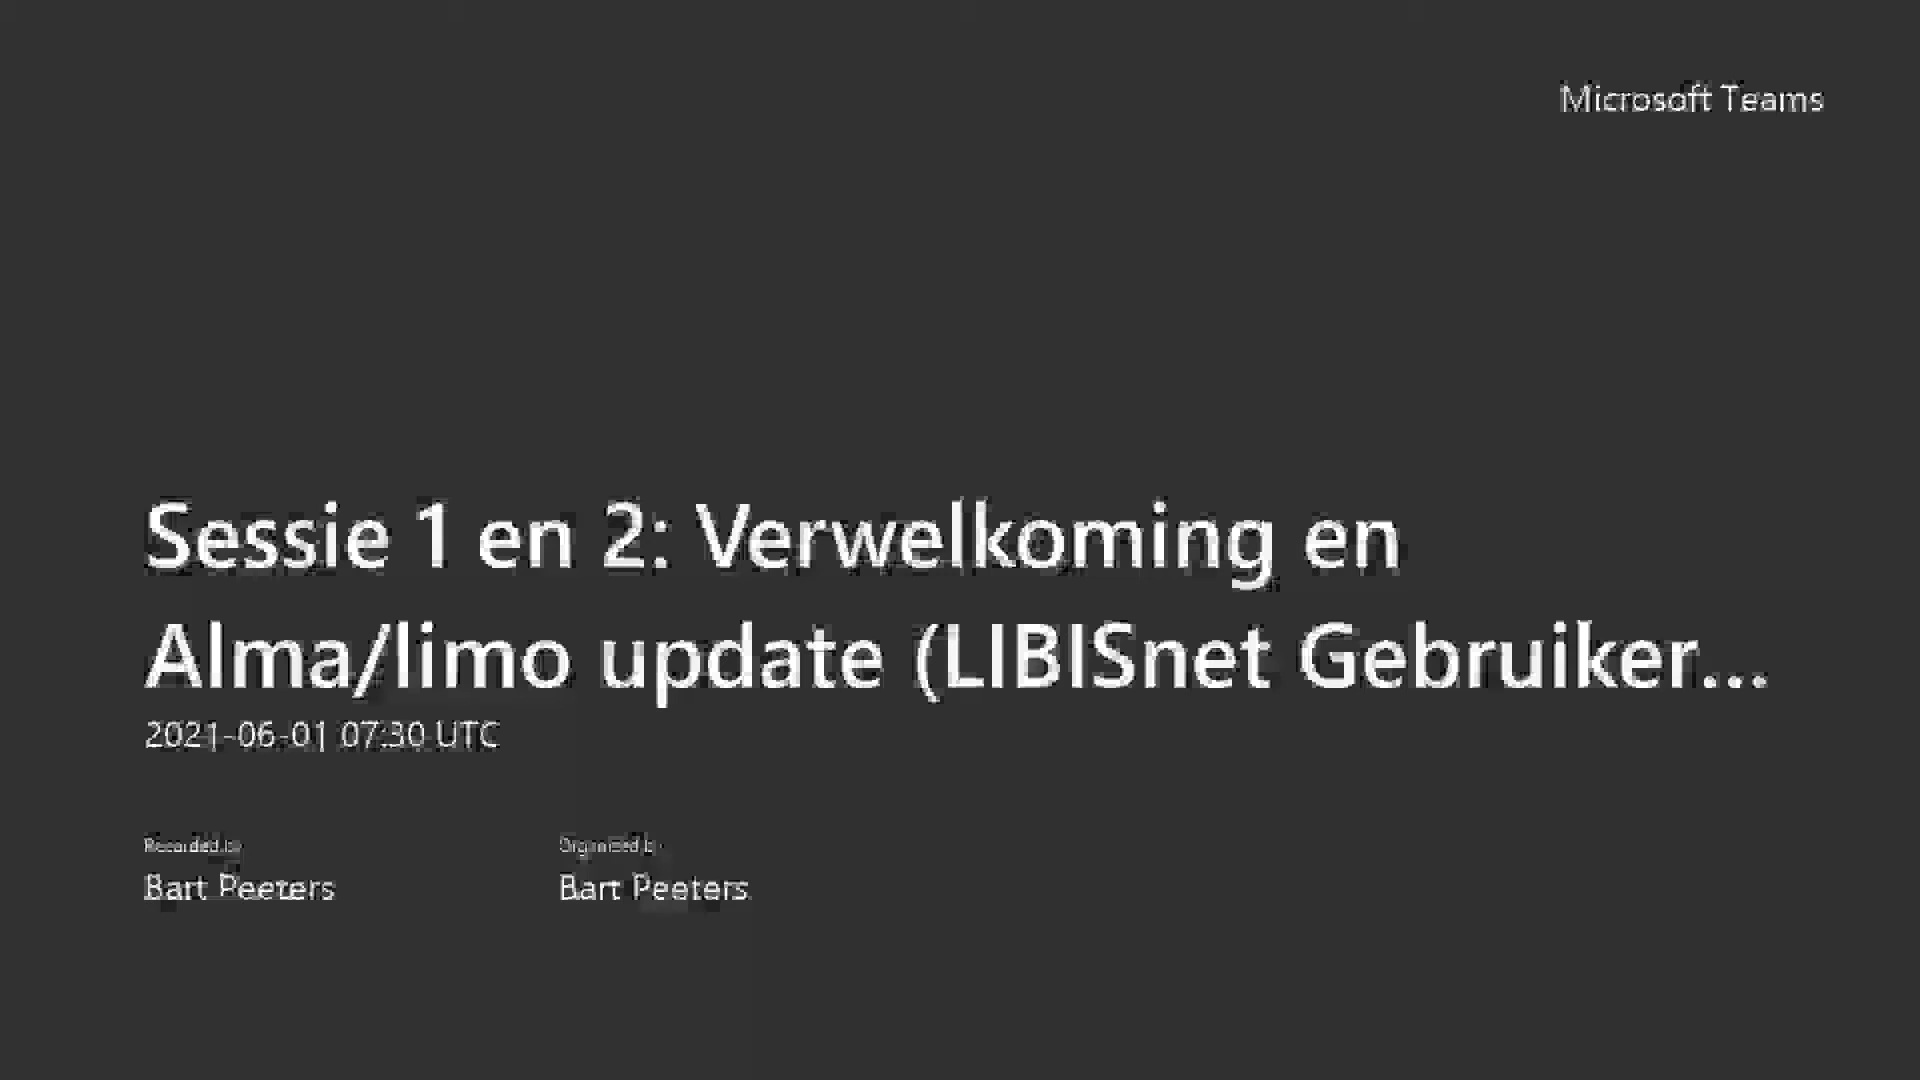 Microsoft Teams
Sessie 1 en 2: Verwelkoming en
Alma/limo update (LIBISnet Gebruiker...
2021-06-01 07:30 UTC
Recorded by
Organized by
Bart Peeters
Bart Peeters